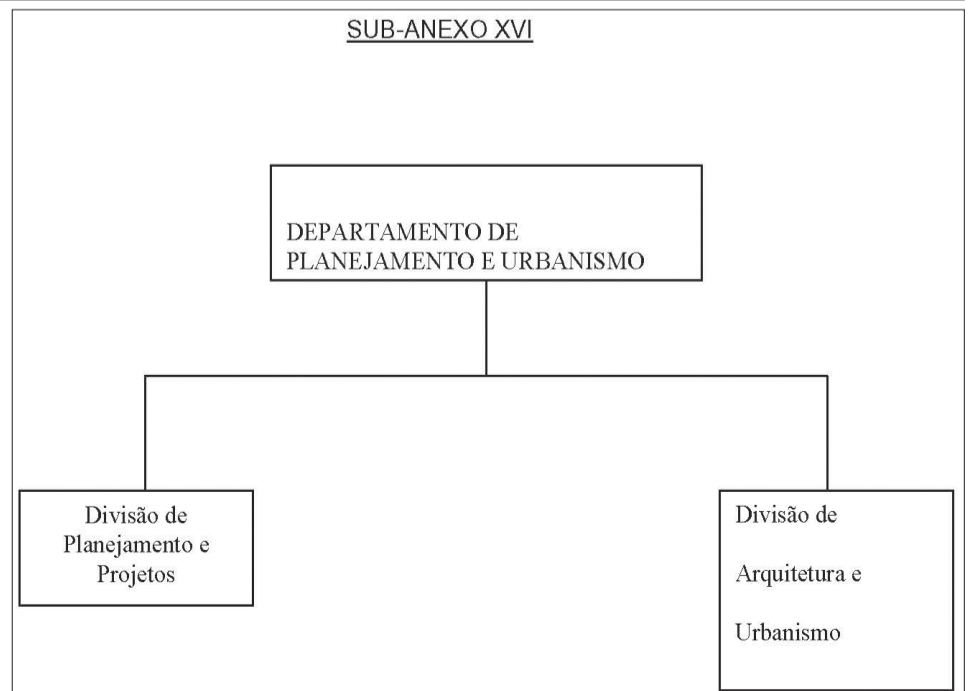 SUB-ANEXO XVI
DEPARTAMENTO DE
PLANEJAMENTO E URBANISMO
Divisão de
Planejamento e
Projetos
Divisão de
Arquitetura e
Urbanismo